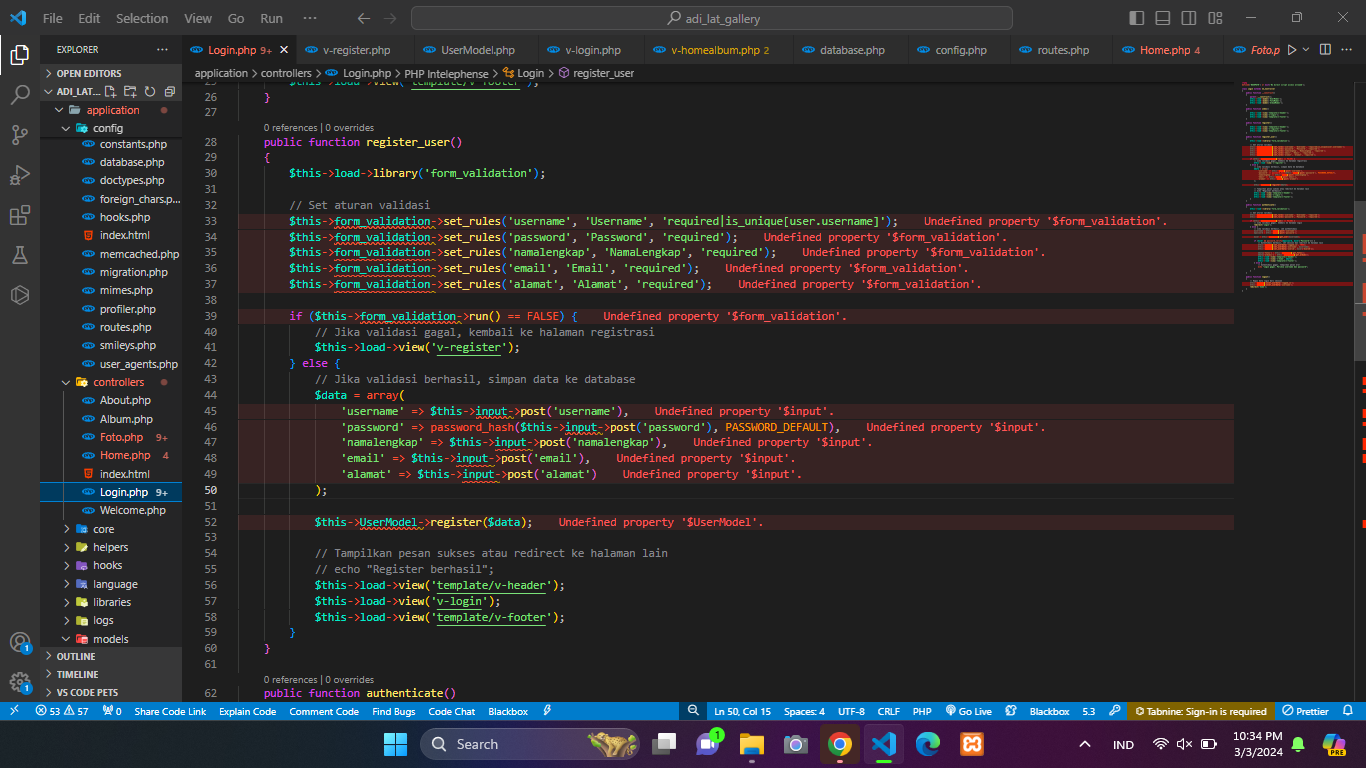 File Edit Selection View Go Run ··· adi_lat_gallery
EXPLORER ···
Login.php 9+ v-register.php UserModel.php v-login.php v-homealbum.php 2 database.php config.php routes.php Home.php 4 Foto.p
OPEN EDITORS
ADI_LAT...
application
config
constants.php
database.php
doctypes.php
foreign_chars.p...
hooks.php
index.html
memcached.php
migration.php
mimes.php
profiler.php
routes.php
smileys.php
user_agents.php
controllers
About.php
Album.php
Foto.php 9+
Home.php 4
index.html
Login.php 9+
Welcome.php
core
helpers
hooks
language
libraries
logs
models
OUTLINE
TIMELINE
VS CODE PETS
application > controllers > Login.php > PHP Intelephense > Login > register_user
25 $this->load->view('template/v-footer');
26 }
27
0 references | 0 overrides
28 public function register_user()
29 {
30 $this->load->library('form_validation');
31
32 // Set aturan validasi
33 $this->form_validation->set_rules('username', 'Username', 'required|is_unique[user.username]'); Undefined property '$form_validation'.
34 $this->form_validation->set_rules('password', 'Password', 'required'); Undefined property '$form_validation'.
35 $this->form_validation->set_rules('namalengkap', 'NamaLengkap', 'required'); Undefined property '$form_validation'.
36 $this->form_validation->set_rules('email', 'Email', 'required'); Undefined property '$form_validation'.
37 $this->form_validation->set_rules('alamat', 'Alamat', 'required'); Undefined property '$form_validation'.
38
39 if ($this->form_validation->run() == FALSE) { Undefined property '$form_validation'.
40 // Jika validasi gagal, kembali ke halaman registrasi
41 $this->load->view('v-register');
42 } else {
43 // Jika validasi berhasil, simpan data ke database
44 $data = array(
45 'username' => $this->input->post('username'), Undefined property '$input'.
46 'password' => password_hash($this->input->post('password'), PASSWORD_DEFAULT), Undefined property '$input'.
47 'namalengkap' => $this->input->post('namalengkap'), Undefined property '$input'.
48 'email' => $this->input->post('email'), Undefined property '$input'.
49 'alamat' => $this->input->post('alamat') Undefined property '$input'.
50 );
51
52 $this->UserModel->register($data); Undefined property '$UserModel'.
53
54 // Tampilkan pesan sukses atau redirect ke halaman lain
55 // echo "Register berhasil";
56 $this->load->view('template/v-header');
57 $this->load->view('v-login');
58 $this->load->view('template/v-footer');
59 }
60 }
61
0 references | 0 overrides
62 public function authenticate()
1
1
53 57 0 Share Code Link Explain Code Comment Code Find Bugs Code Chat Blackbox Ln 50, Col 15 Spaces: 4 UTF-8 CRLF PHP Go Live Blackbox 5.3 Tabnine: Sign-in is required Prettier
Search 1 IND 10:34 PM
3/3/2024
PRE